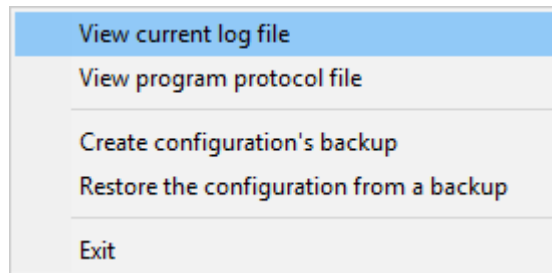 View current log file
View program protocol file
Create configuration's backup
Restore the configuration from a backup
Exit